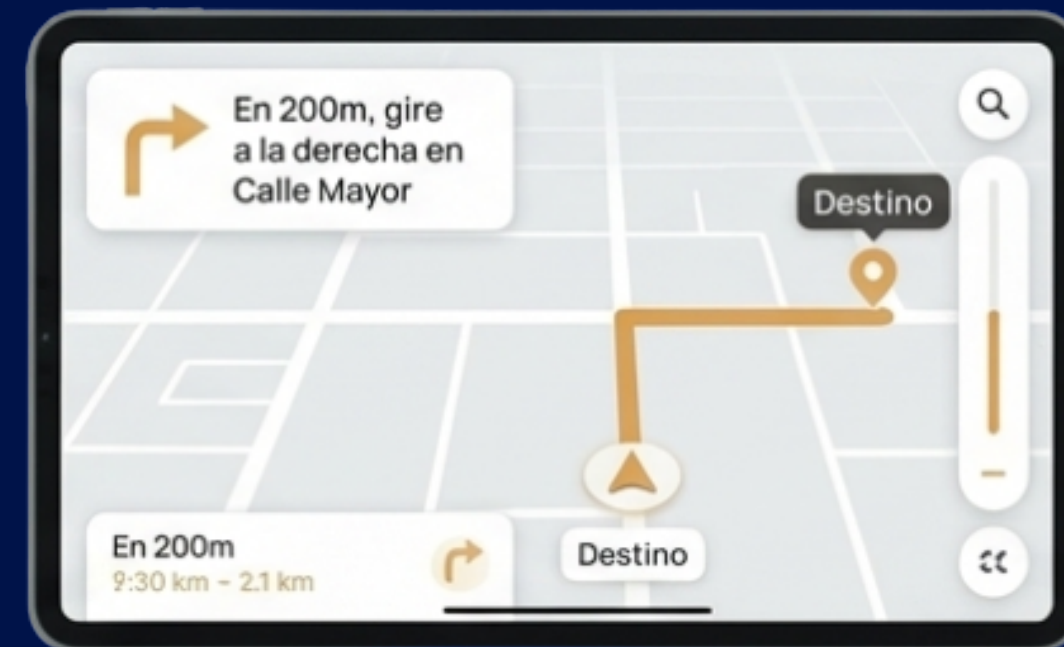 En 200m, gire
a la derecha en
Calle Mayor
Destino
Destino
En 200m
9:30 km - 2.1 km